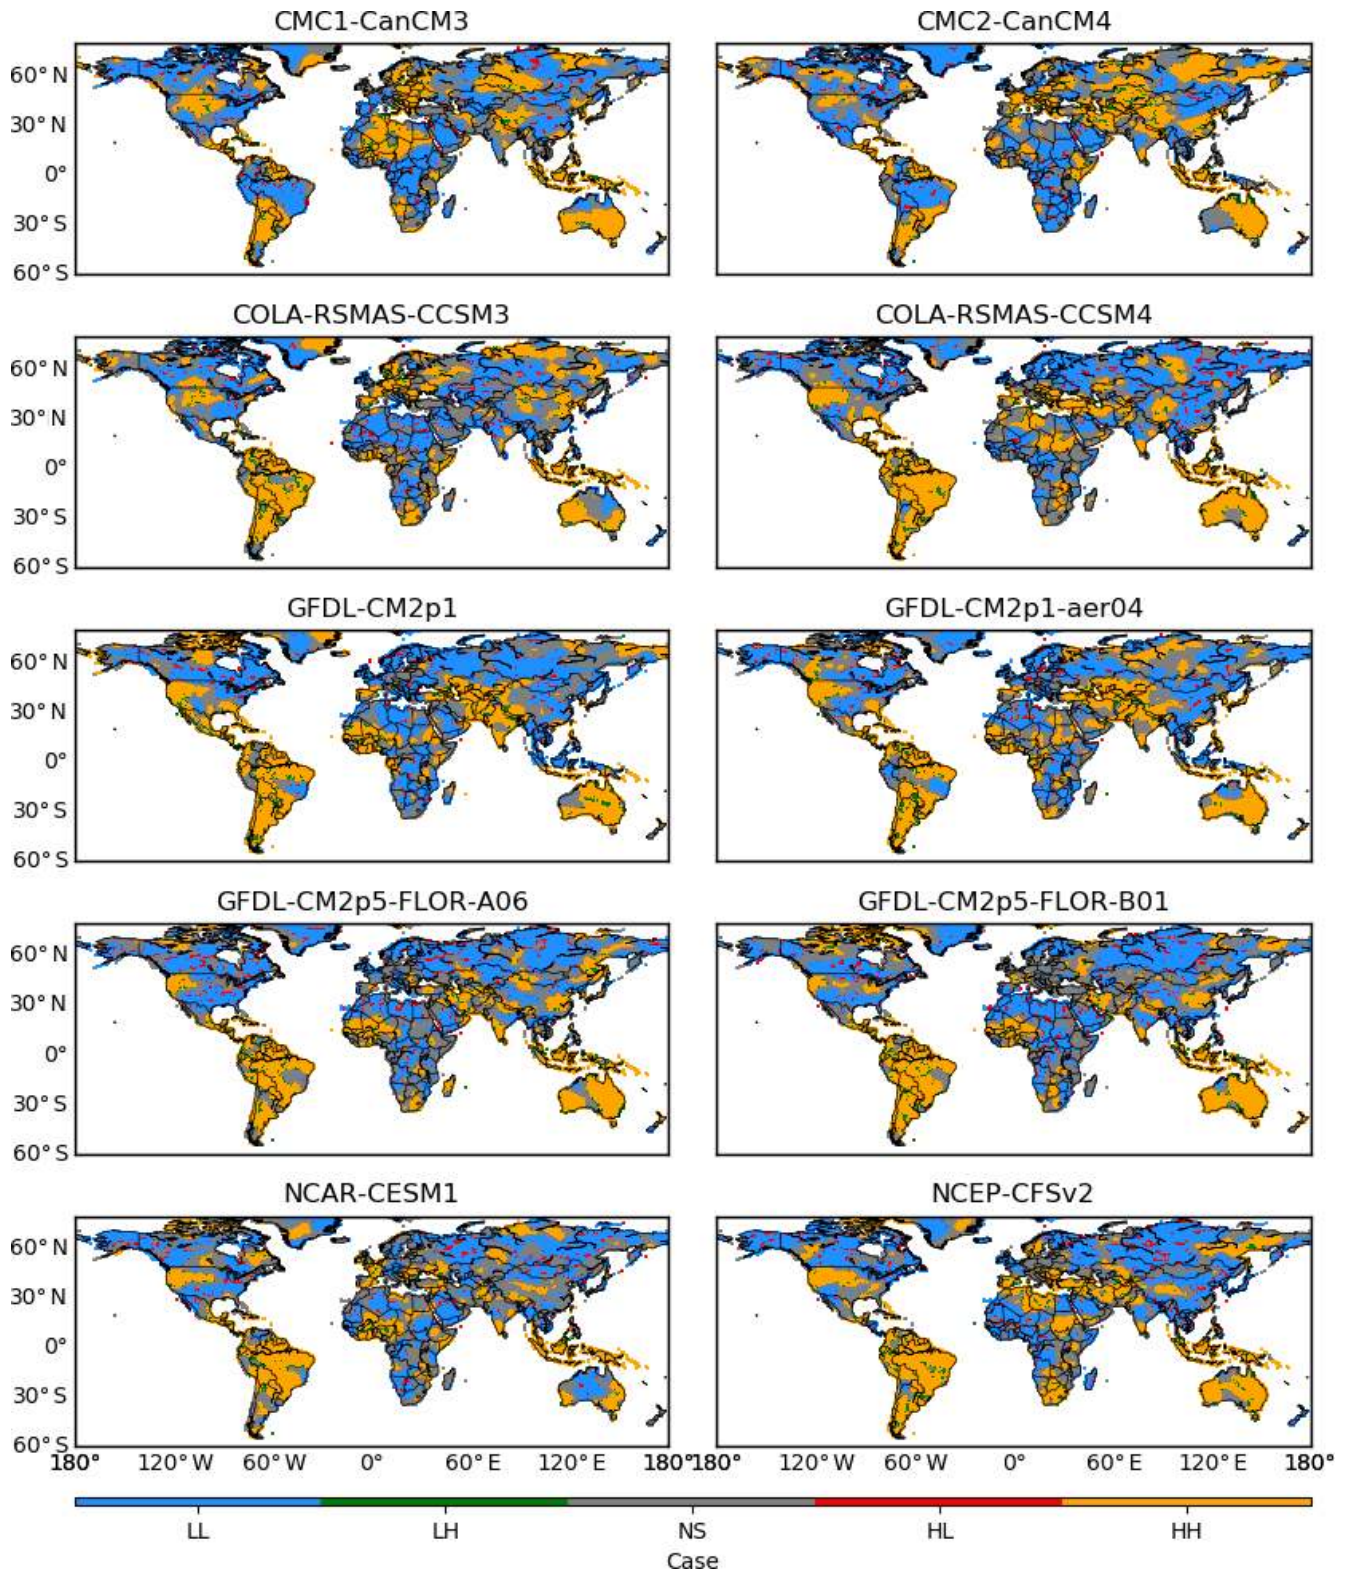 CMC1-CanCM3 CMC2-CanCM4
60°N
30°N
0°
30°S
60°S
COLA-RSMAS-CCSM3 COLA-RSMAS-CCSM4
60°N
30°N
0°
30°S
60°S
GFDL-CM2p1 GFDL-CM2p1-aer04
60°N
30°N
0°
30°S
60°S
GFDL-CM2p5-FLOR-A06 GFDL-CM2p5-FLOR-B01
60°N
30°N
0°
30°S
60°S
NCAR-CESM1 NCEP-CFSv2
60°N
30°N
0°
30°S
60°S
180° 120°W 60°W 0° 60°E 120°E 180° 180° 120°W 60°W 0° 60°E 120°E 180°
LL LH NS HL HH
Case